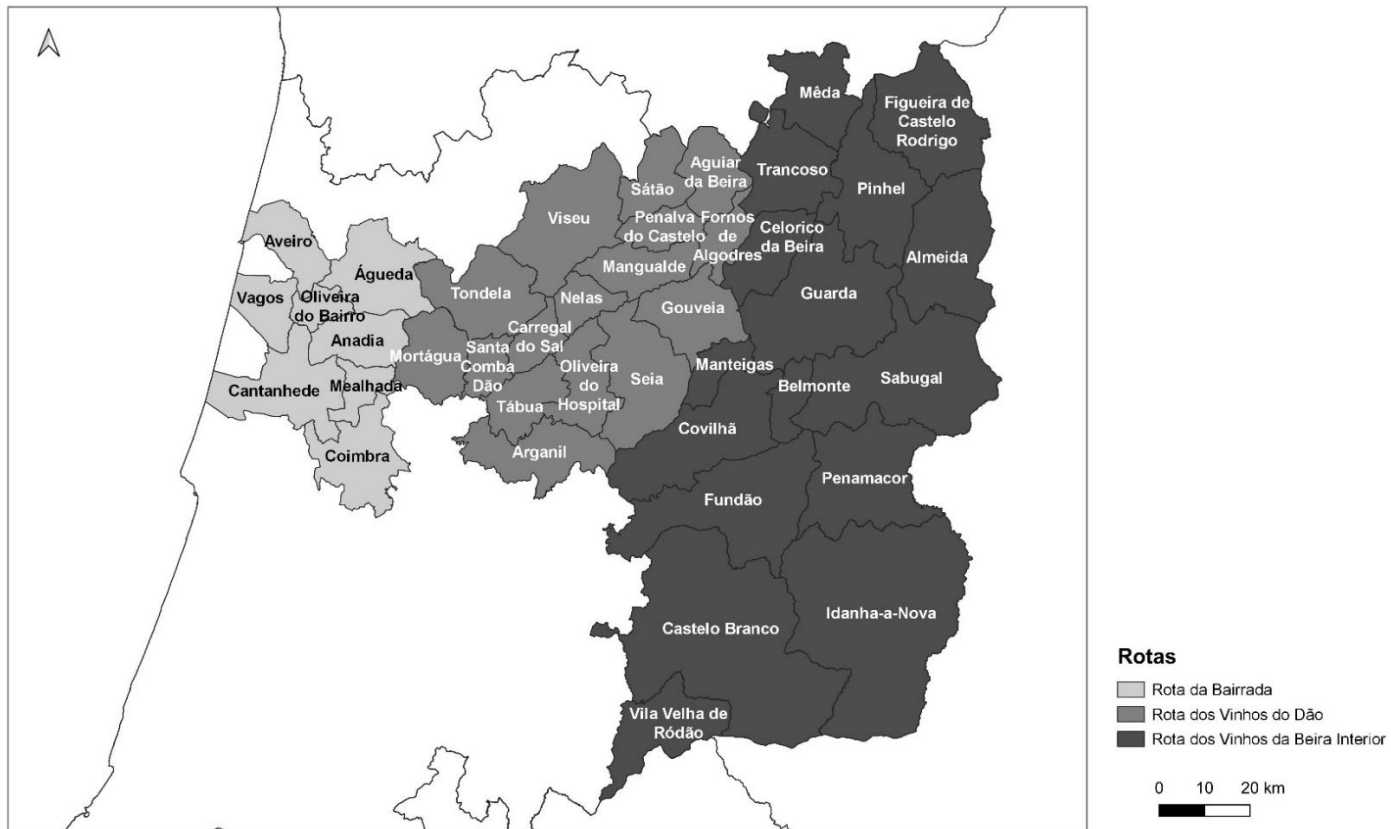 Mêda
Figueira de
Castelo
Rodrigo
Aguiar
da Beira
Trancoso
Sátão
Pinhel
Viseu
Penalva
do Castelo
Fornos
de
Algodres
Celorico
da Beira
Aveiro
Águeda
Mangualde
Almeida
Vagos
Oliveira
do Bairro
Tondela
Nelas
Gouveia
Guarda
Anadia
Carregal
do Sal
Mortágua
Santa
Comba
Dão
Oliveira
do
Hospital
Seia
Manteigas
Belmonte
Sabugal
Cantanhede
Mealhada
Tábua
Covilhã
Coimbra
Arganil
Fundão
Penamacor
Castelo Branco
Idanha-a-Nova
Vila Velha de
Ródão
Rotas
Rota da Bairrada
Rota dos Vinhos do Dão
Rota dos Vinhos da Beira Interior
0 10 20 km